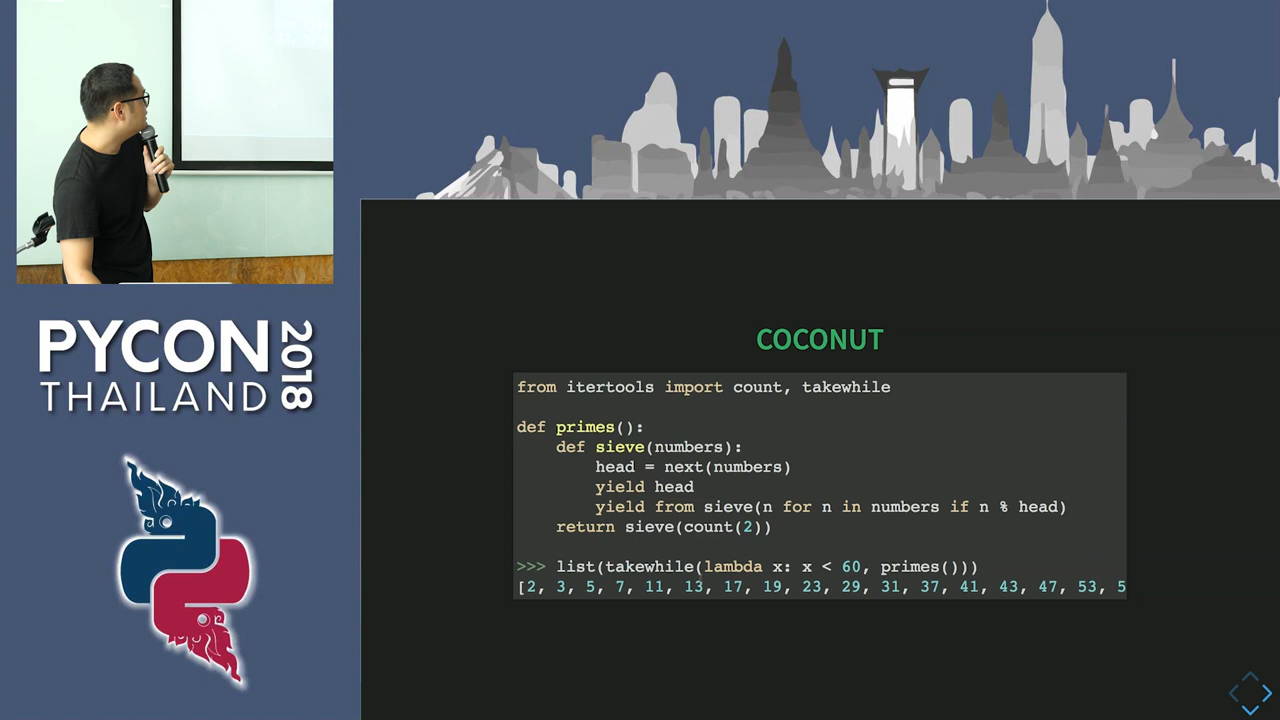 PYCON
THAILAND
2018
COCONUT
from itertools import count, takewhile
def primes():
    def sieve(numbers):
        head = next(numbers)
        yield head
        yield from sieve(n for n in numbers if n % head)
    return sieve(count(2))
>>> list(takewhile(lambda x: x < 60, primes()))
[2, 3, 5, 7, 11, 13, 17, 19, 23, 29, 31, 37, 41, 43, 47, 53, 5